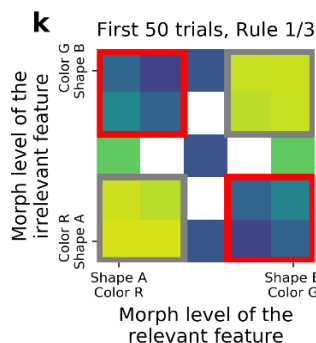 k
First 50 trials, Rule 1/3
Morph level of the
irrelevant feature
Color G
Shape B
Color R
Shape A
Shape A
Color R
Shape
Color G
Morph level of the
relevant feature